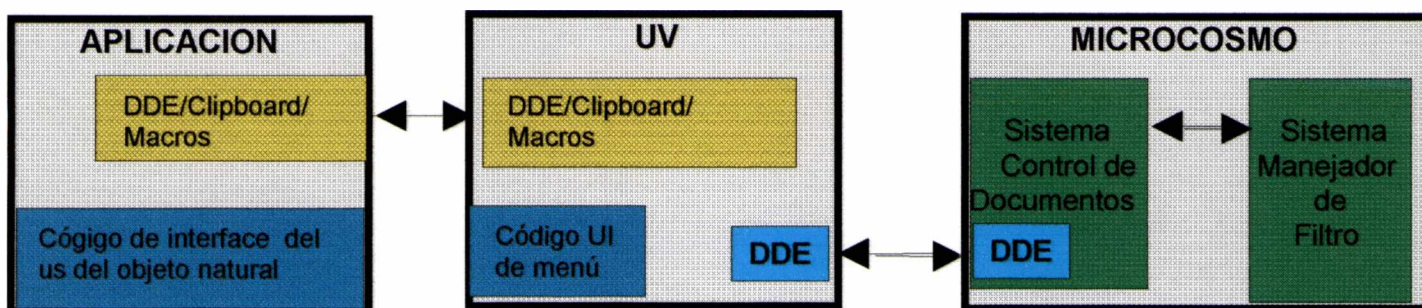 APLICACION
DDE/Clipboard/
Macros
Cógigo de interface del
us del objeto natural
UV
DDE/Clipboard/
Macros
Código UI
de menú
DDE
MICROCOSMO
Sistema
Control de
Documentos
DDE
Sistema
Manejador
de
Filtro